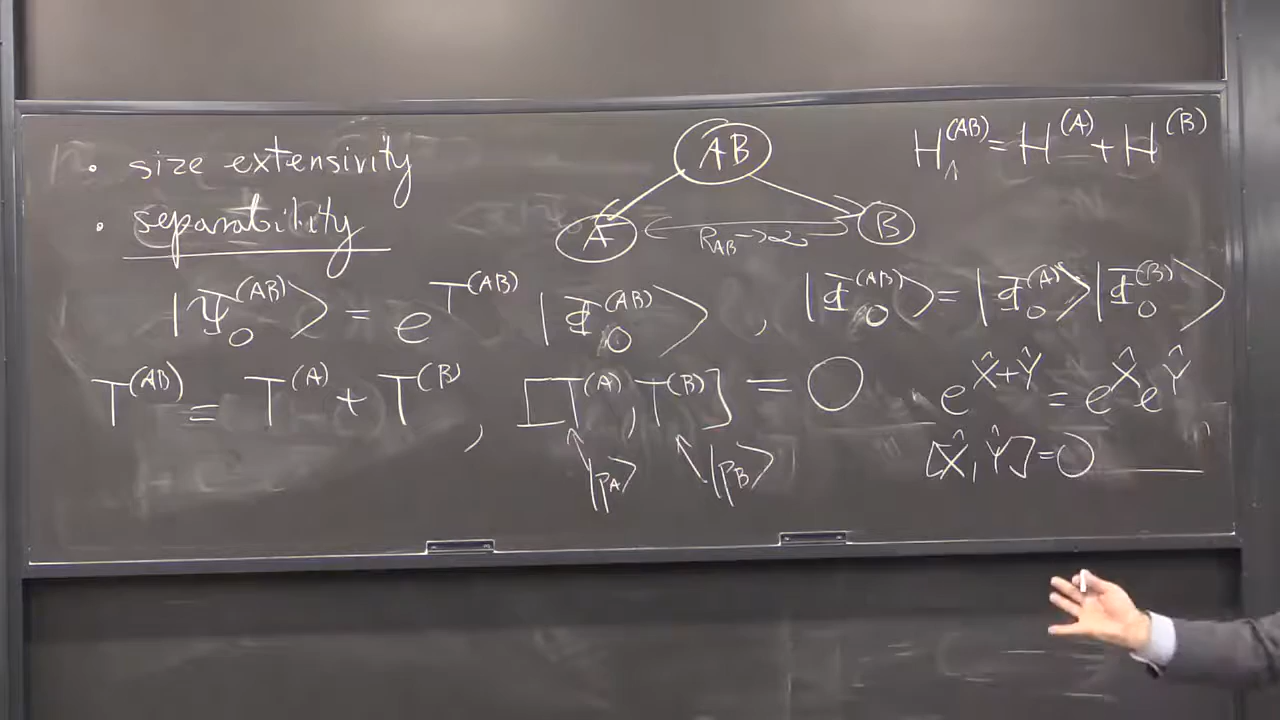 • size extensivity
• separability
AB
A
B
R_AB → ∞
H^(AB) = H^(A) + H^(B)
|Ψ_0^(AB)⟩ = e^{T^(AB)} |Φ_0^(AB)⟩ , |Φ_0^(AB)⟩ = |Φ_0^(A)⟩|Φ_0^(B)⟩
T^(AB) = T^(A) + T^(B) , [T^(A), T^(B)] = 0
|p_A⟩ |p_B⟩
e^{X̂+Ŷ} = e^X̂ e^Ŷ
[X̂, Ŷ] = 0